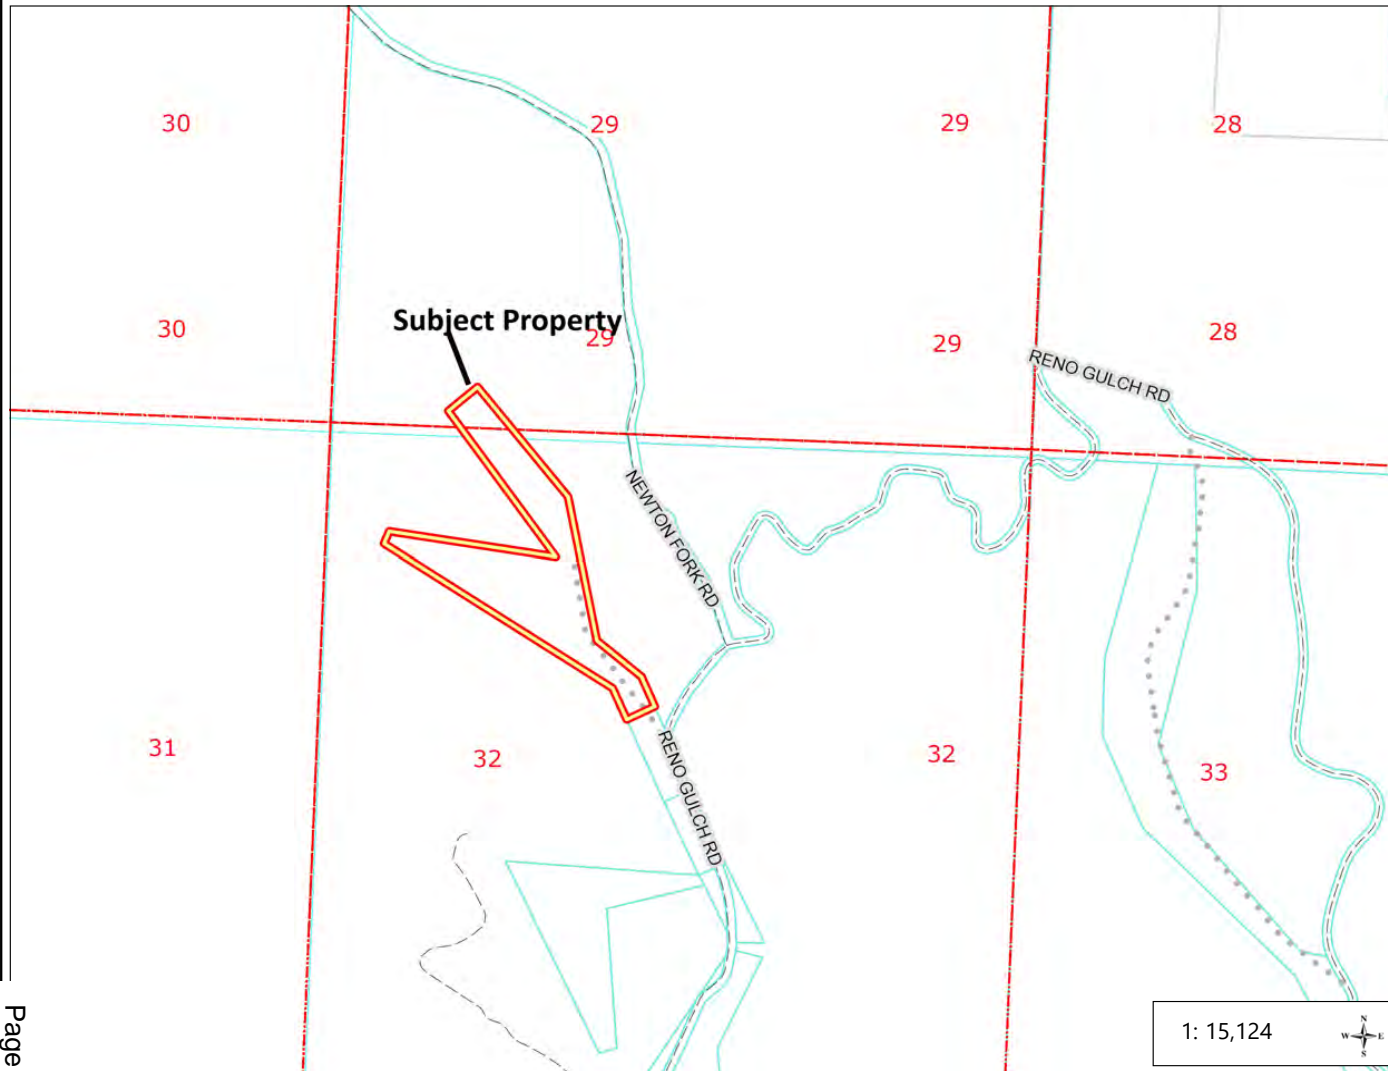 30
29
29
28
Subject Property
30
29
29
28
RENO GULCH RD
NEWTON FORK RD
RENO GULCH RD
31
32
32
33
1: 15,124
N
W
E
S
Page